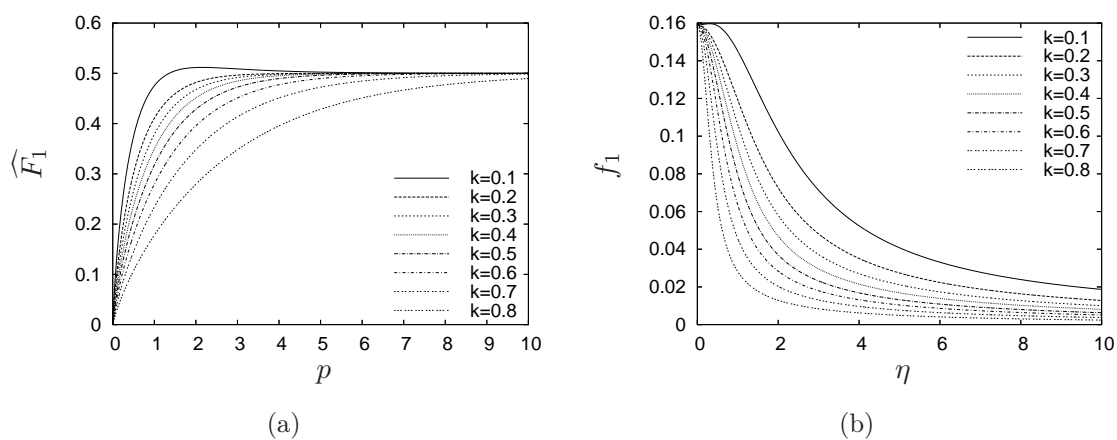 0.6
0.5
0.4
0.3
0.2
0.1
0
0 1 2 3 4 5 6 7 8 9 10
F̂₁
p
k=0.1
k=0.2
k=0.3
k=0.4
k=0.5
k=0.6
k=0.7
k=0.8
(a)
0.16
0.14
0.12
0.1
0.08
0.06
0.04
0.02
0
0 2 4 6 8 10
f₁
η
k=0.1
k=0.2
k=0.3
k=0.4
k=0.5
k=0.6
k=0.7
k=0.8
(b)